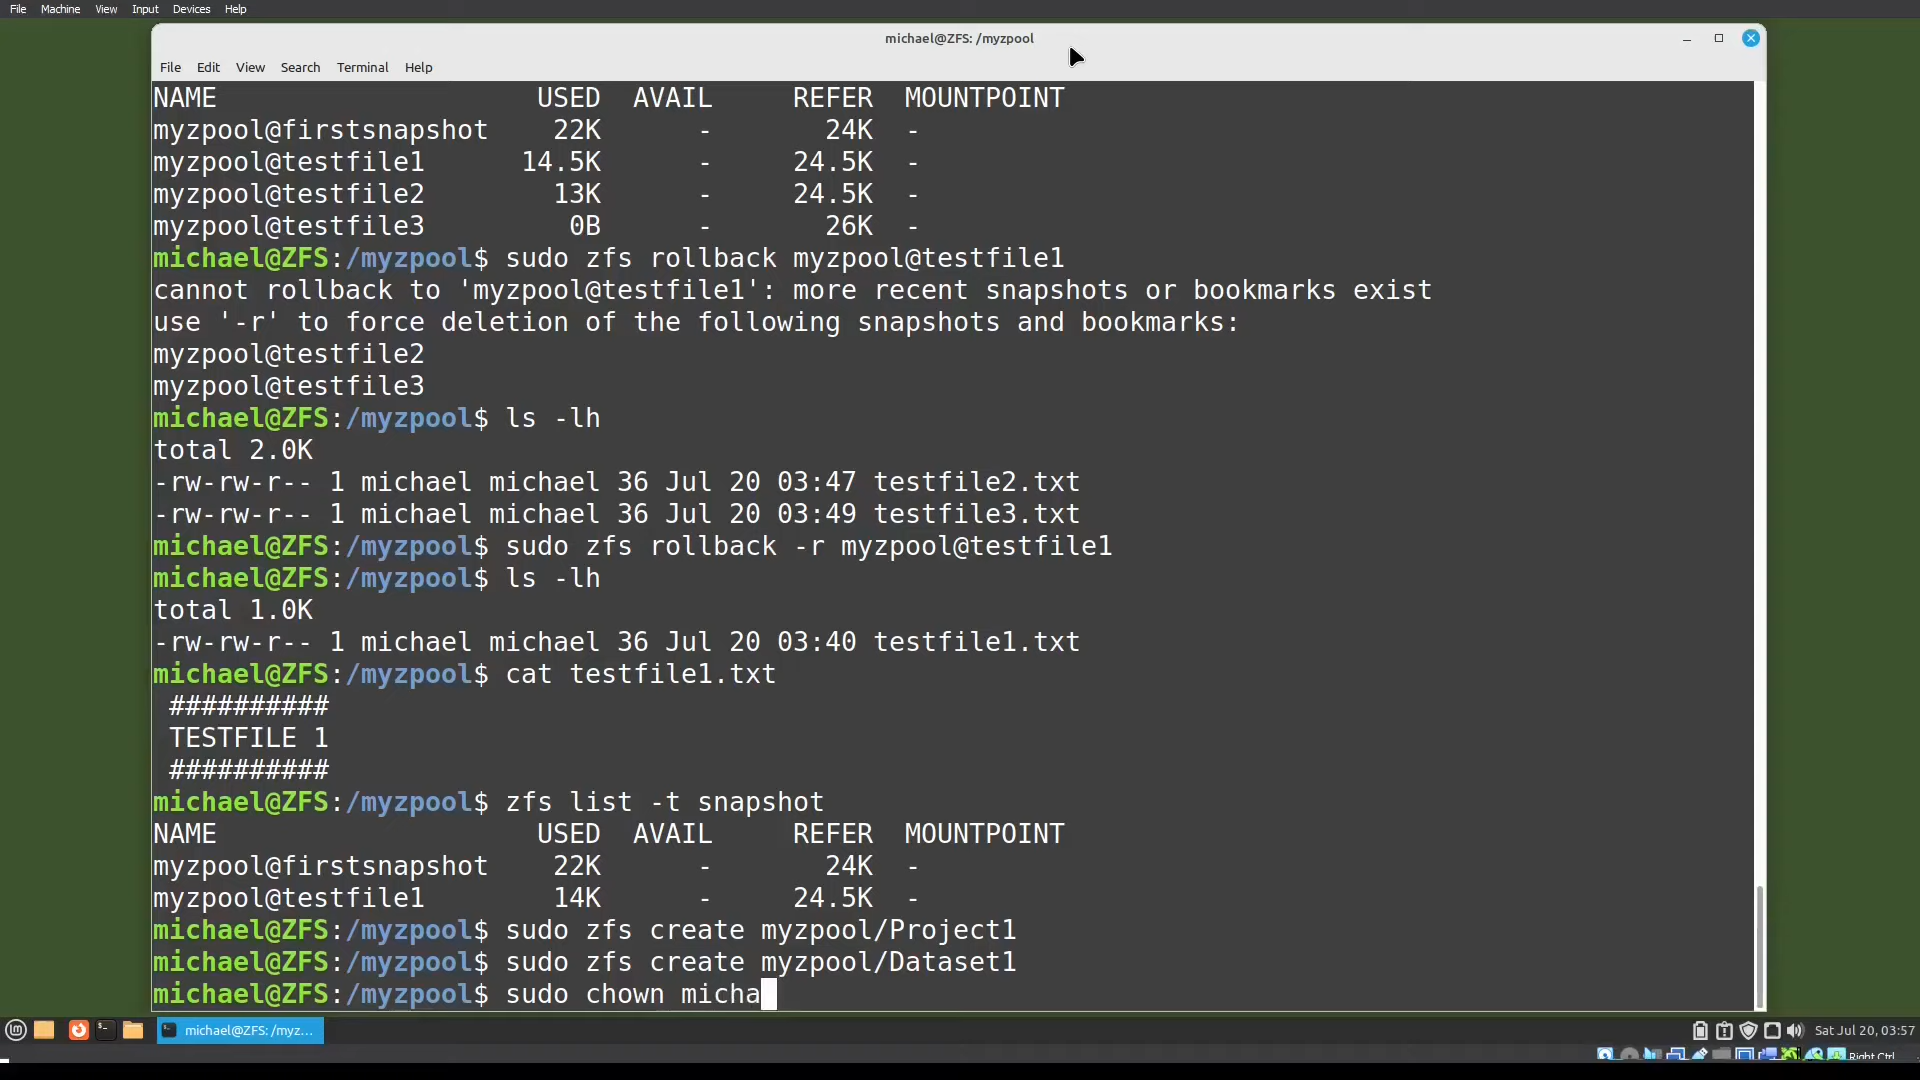 File Machine View Input Devices Help
michael@ZFS: /myzpool
File Edit View Search Terminal Help
NAME USED AVAIL REFER MOUNTPOINT
myzpool@firstsnapshot 22K - 24K -
myzpool@testfile1 14.5K - 24.5K -
myzpool@testfile2 13K - 24.5K -
myzpool@testfile3 0B - 26K -
michael@ZFS:/myzpool$ sudo zfs rollback myzpool@testfile1
cannot rollback to 'myzpool@testfile1': more recent snapshots or bookmarks exist
use '-r' to force deletion of the following snapshots and bookmarks:
myzpool@testfile2
myzpool@testfile3
michael@ZFS:/myzpool$ ls -lh
total 2.0K
-rw-rw-r-- 1 michael michael 36 Jul 20 03:47 testfile2.txt
-rw-rw-r-- 1 michael michael 36 Jul 20 03:49 testfile3.txt
michael@ZFS:/myzpool$ sudo zfs rollback -r myzpool@testfile1
michael@ZFS:/myzpool$ ls -lh
total 1.0K
-rw-rw-r-- 1 michael michael 36 Jul 20 03:40 testfile1.txt
michael@ZFS:/myzpool$ cat testfile1.txt
##########
TESTFILE 1
##########
michael@ZFS:/myzpool$ zfs list -t snapshot
NAME USED AVAIL REFER MOUNTPOINT
myzpool@firstsnapshot 22K - 24K -
myzpool@testfile1 14K - 24.5K -
michael@ZFS:/myzpool$ sudo zfs create myzpool/Project1
michael@ZFS:/myzpool$ sudo zfs create myzpool/Dataset1
michael@ZFS:/myzpool$ sudo chown micha
michael@ZFS: /myz... Sat Jul 20, 03:57
Right Ctrl